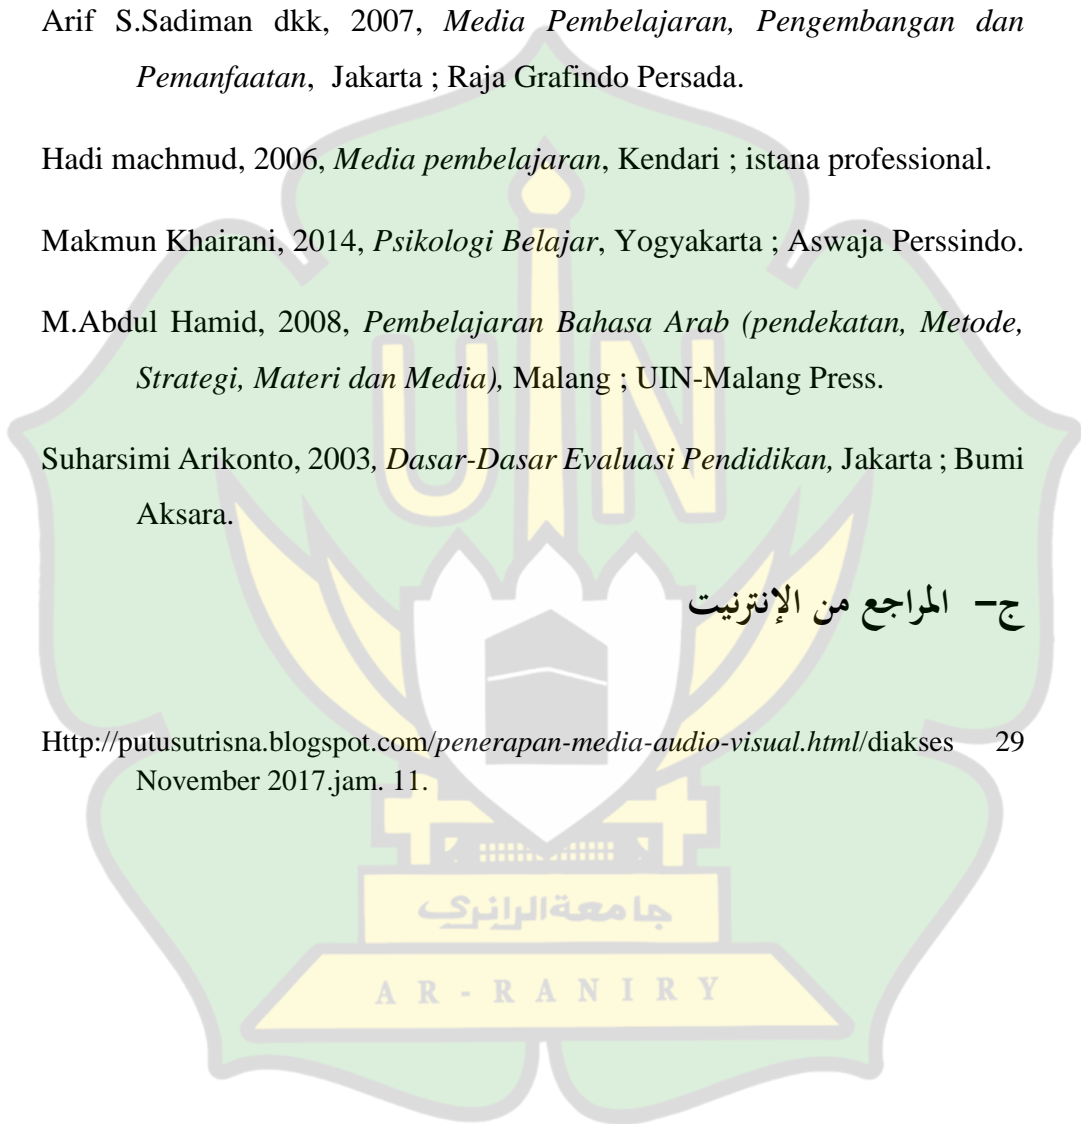 Arif S.Sadiman dkk, 2007, Media Pembelajaran, Pengembangan dan
Pemanfaatan, Jakarta ; Raja Grafindo Persada.
Hadi machmud, 2006, Media pembelajaran, Kendari ; istana professional.
Makmun Khairani, 2014, Psikologi Belajar, Yogyakarta ; Aswaja Perssindo.
M.Abdul Hamid, 2008, Pembelajaran Bahasa Arab (pendekatan, Metode,
Strategi, Materi dan Media), Malang ; UIN-Malang Press.
Suharsimi Arikonto, 2003, Dasar-Dasar Evaluasi Pendidikan, Jakarta ; Bumi
Aksara.
ج– المراجع من الإنترنيت
Http://putusutrisna.blogspot.com/penerapan-media-audio-visual.html/diakses 29
November 2017.jam. 11.
UIN
جامعةالرانري
AR-RANIRY